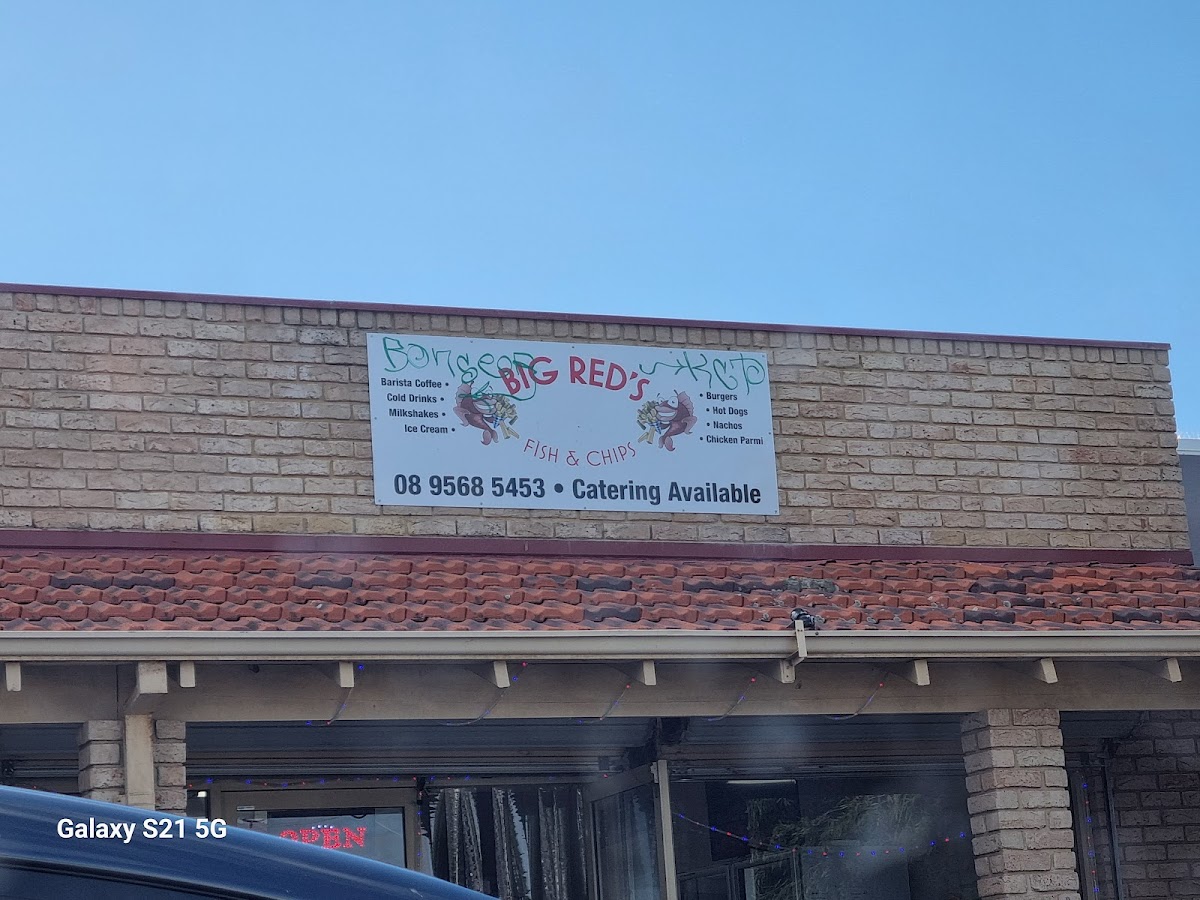 BIG RED'S
Barista Coffee •
Cold Drinks •
Milkshakes •
Ice Cream •
• Burgers
• Hot Dogs
• Nachos
• Chicken Parmi
FISH & CHIPS
08 9568 5453 • Catering Available
OPEN
Galaxy S21 5G